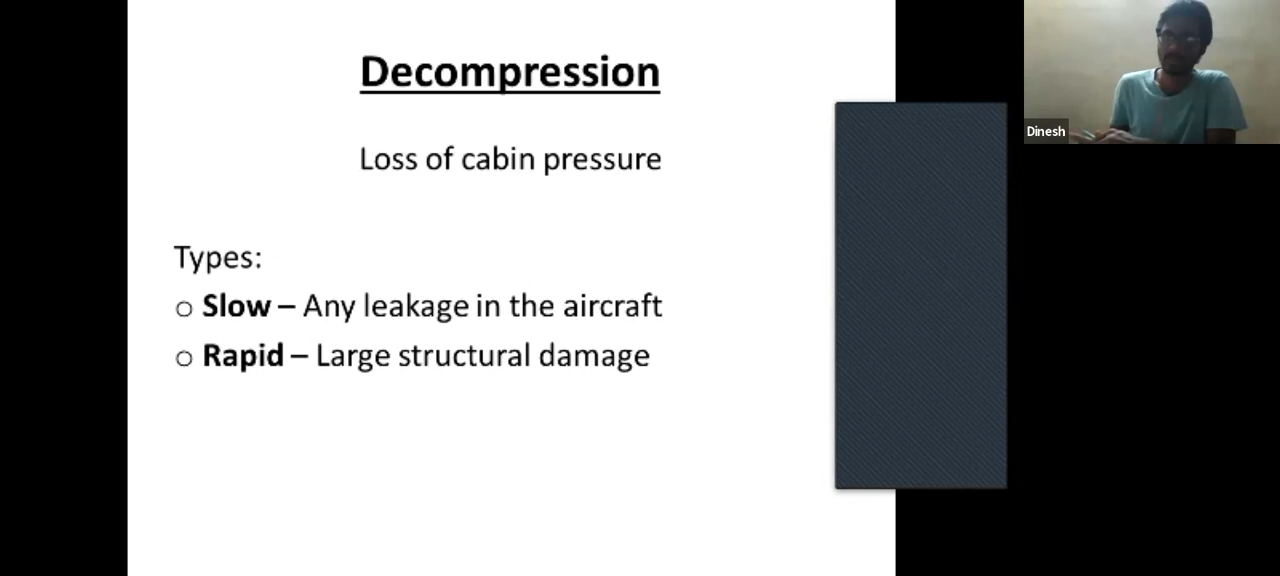 Decompression
Loss of cabin pressure
Types:
○ Slow – Any leakage in the aircraft
○ Rapid – Large structural damage
Dinesh